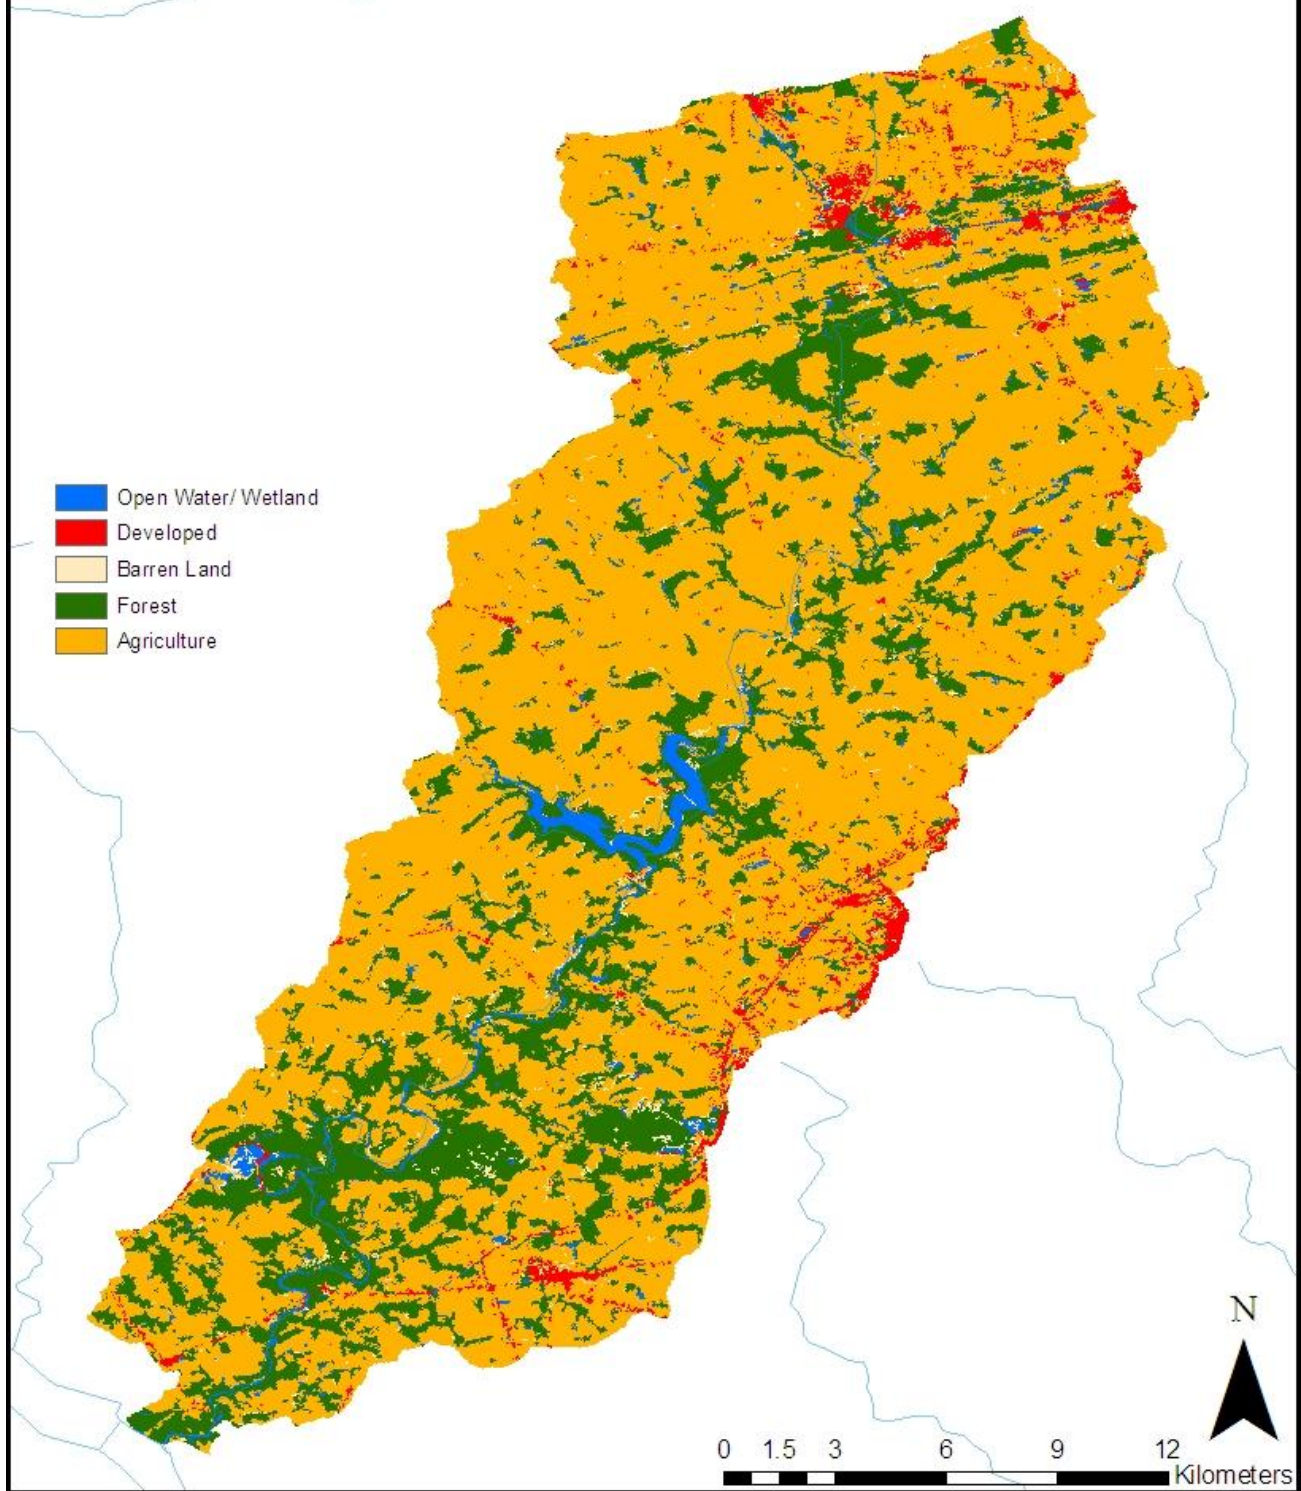 Open Water/ Wetland
Developed
Barren Land
Forest
Agriculture
N
0 1.5 3 6 9 12
Kilometers